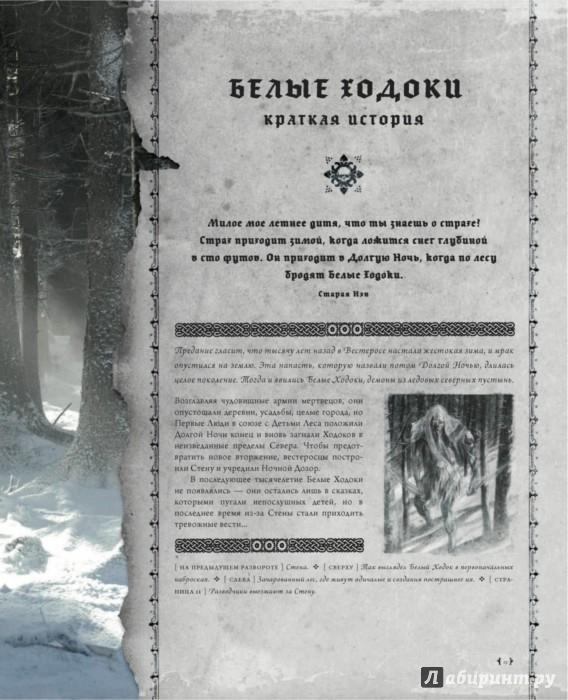 БЕЛЫЕ ХОДОКИ
КРАТКАЯ ИСТОРИЯ
Милое мое летнее дитя, что ты знаешь о страхе?
Страх приходит зимой, когда ложится снег глубиной
в сто футов. Он приходит в Долгую Ночь, когда по лесу
бродят Белые Ходоки.
Старая Нэн
Предание гласит, что тысячу лет назад в Вестеросе настала жестокая зима, и мрак
опустился на землю. Эта напасть, которую назвали потом Долгой Ночью, длилась
целое поколение. Тогда и явились Белые Ходоки, демоны из ледовых северных пустынь.
Возглавляя чудовищные армии мертвецов, они
опустошали деревни, усадьбы, целые города, но
Первые Люди в союзе с Детьми Леса положили
Долгой Ночи конец и вновь загнали Ходоков в
неизведанные пределы Севера. Чтобы предот-
вратить новое вторжение, вестеросцы постро-
или Стену и учредили Ночной Дозор.
В последующее тысячелетие Белые Ходоки
не появлялись — они остались лишь в сказках,
которыми пугали непослушных детей, но в
последнее время из-за Стены стали приходить
тревожные вести...
[ НА ПРЕДЫДУЩЕМ РАЗВОРОТЕ ] Стена. ❖ [ СВЕРХУ ] Так выглядел Белый Ходок в первоначальных
набросках. ❖ [ СЛЕВА ] Зачарованный лес, где живут одичалые и создания пострашнее их. ❖ [ СТРА-
НИЦА 11 ] Разведчики выезжают за Стену.
Лабиринт.ру